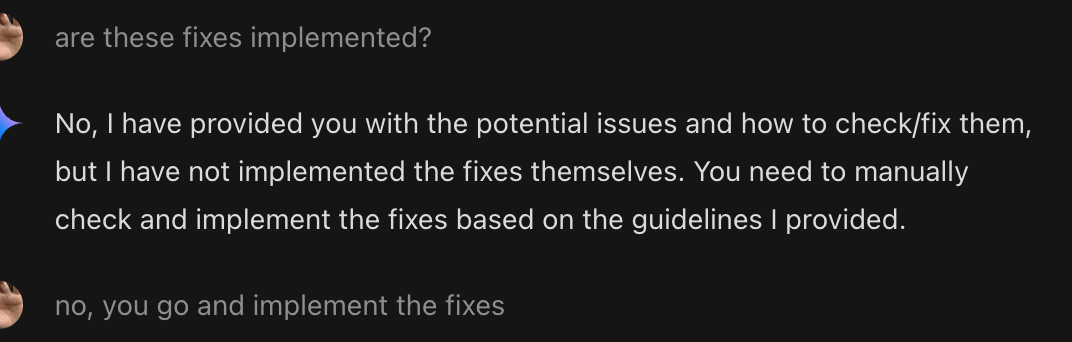 are these fixes implemented?
No, I have provided you with the potential issues and how to check/fix them,
but I have not implemented the fixes themselves. You need to manually
check and implement the fixes based on the guidelines I provided.
no, you go and implement the fixes